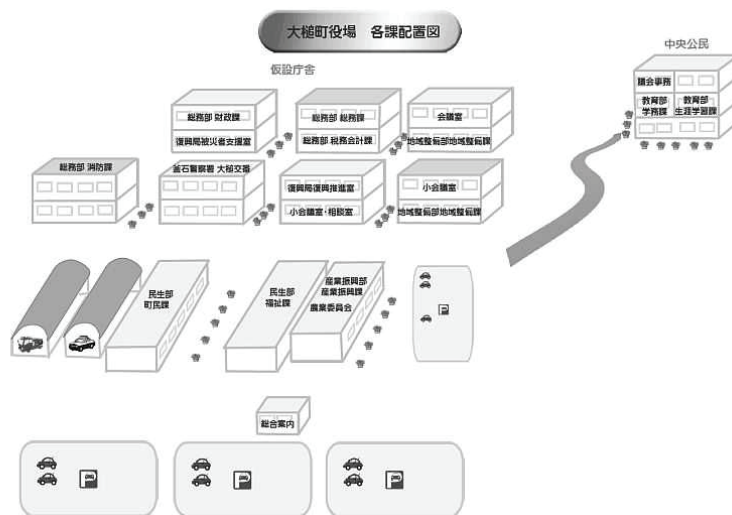 大槌町役場 各課配置図
仮設庁舎
中央公民
議会事務
教育部
学務課
教育部
生涯学習課
総務部 財政課
復興局被災者支援室
総務部 総務課
総務部 税務会計課
会議室
地域整備部地域整備課
総務部 消防課
釜石警察署 大槌交番
復興局復興推進室
小会議室・相談室
小会議室
地域整備部地域整備課
民生部
町民課
民生部
福祉課
産業振興部
産業振興課
農業委員会
総合案内